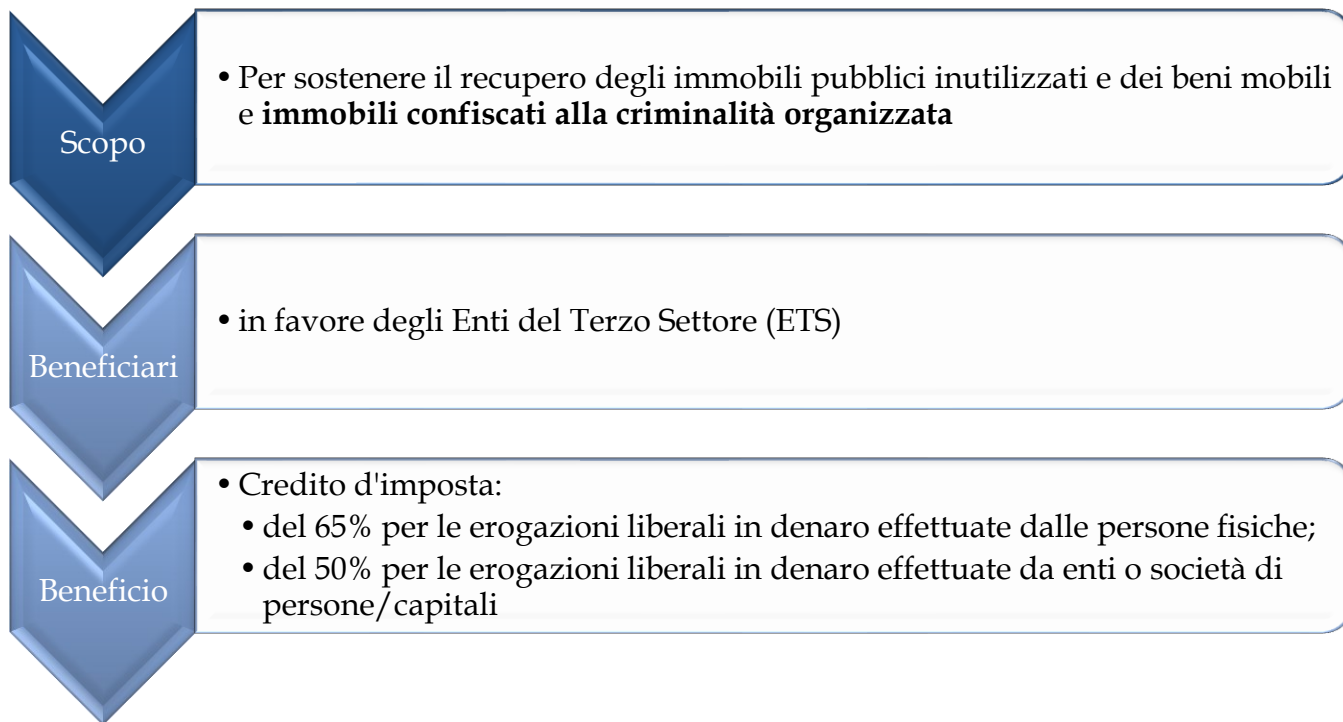 Scopo
• Per sostenere il recupero degli immobili pubblici inutilizzati e dei beni mobili
e immobili confiscati alla criminalità organizzata
Beneficiari
• in favore degli Enti del Terzo Settore (ETS)
Beneficio
• Credito d'imposta:
• del 65% per le erogazioni liberali in denaro effettuate dalle persone fisiche;
• del 50% per le erogazioni liberali in denaro effettuate da enti o società di
persone/capitali